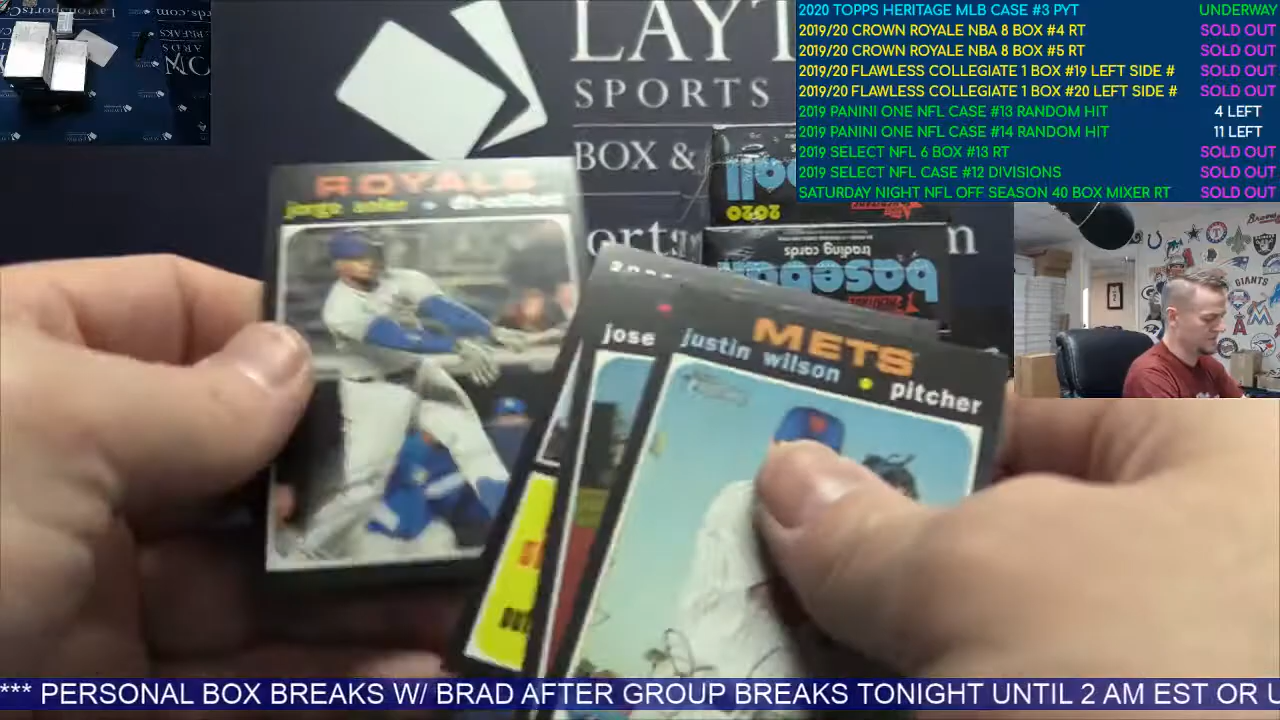 LAYT
SPORTS
BOX &
2020 TOPPS HERITAGE MLB CASE #3 PYT UNDERWAY
2019/20 CROWN ROYALE NBA 8 BOX #4 RT SOLD OUT
2019/20 CROWN ROYALE NBA 8 BOX #5 RT SOLD OUT
2019/20 FLAWLESS COLLEGIATE 1 BOX #19 LEFT SIDE # SOLD OUT
2019/20 FLAWLESS COLLEGIATE 1 BOX #20 LEFT SIDE # SOLD OUT
2019 PANINI ONE NFL CASE #13 RANDOM HIT 4 LEFT
2019 PANINI ONE NFL CASE #14 RANDOM HIT 11 LEFT
2019 SELECT NFL 6 BOX #13 RT SOLD OUT
2019 SELECT NFL CASE #12 DIVISIONS SOLD OUT
SATURDAY NIGHT NFL OFF SEASON 40 BOX MIXER RT SOLD OUT
2020
trading cards
baseball
ROYALS
jorge soler
jose
METS
justin wilson • pitcher
GIANTS
*** PERSONAL BOX BREAKS W/ BRAD AFTER GROUP BREAKS TONIGHT UNTIL 2 AM EST OR U